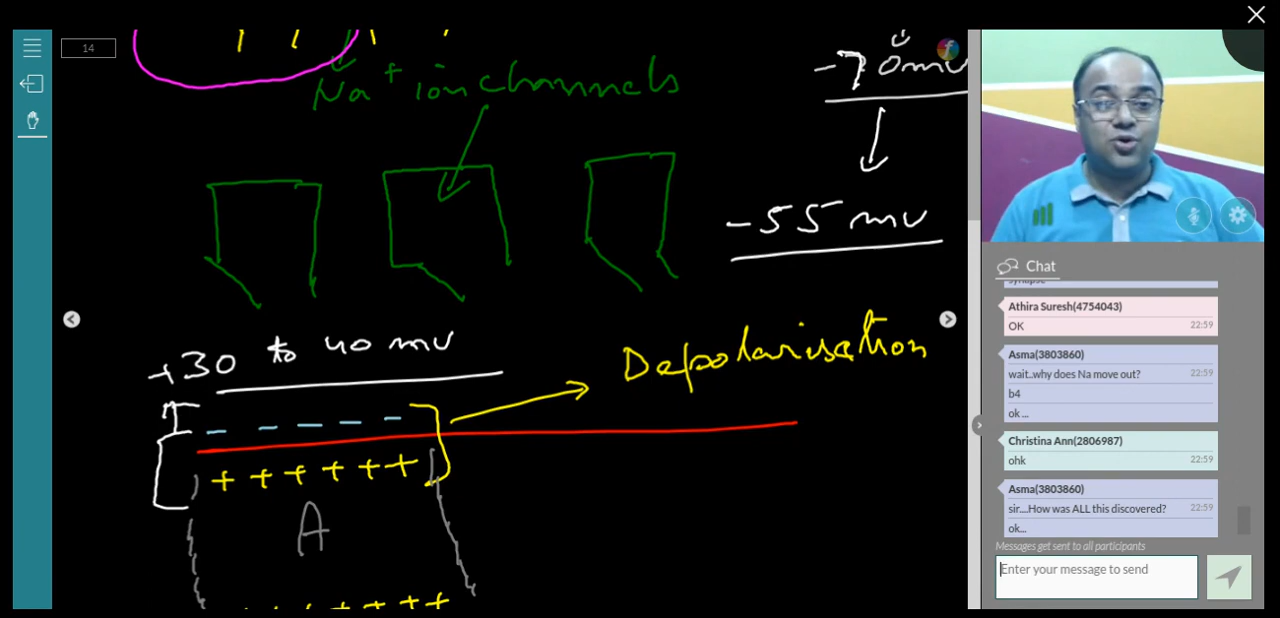 14
Na+ ion channels
-70mv
-55 mv
+30 to 40 mv
Depolarisation
- - - - -
+ + + + + +
A
+ + + + +
Chat
synapse
Athira Suresh(4754043)
OK 22:59
Asma(3803860)
wait..why does Na move out? 22:59
b4
ok ...
Christina Ann(2806987)
ohk 22:59
Asma(3803860)
sir....How was ALL this discovered? 22:59
ok...
Messages get sent to all participants
Enter your message to send